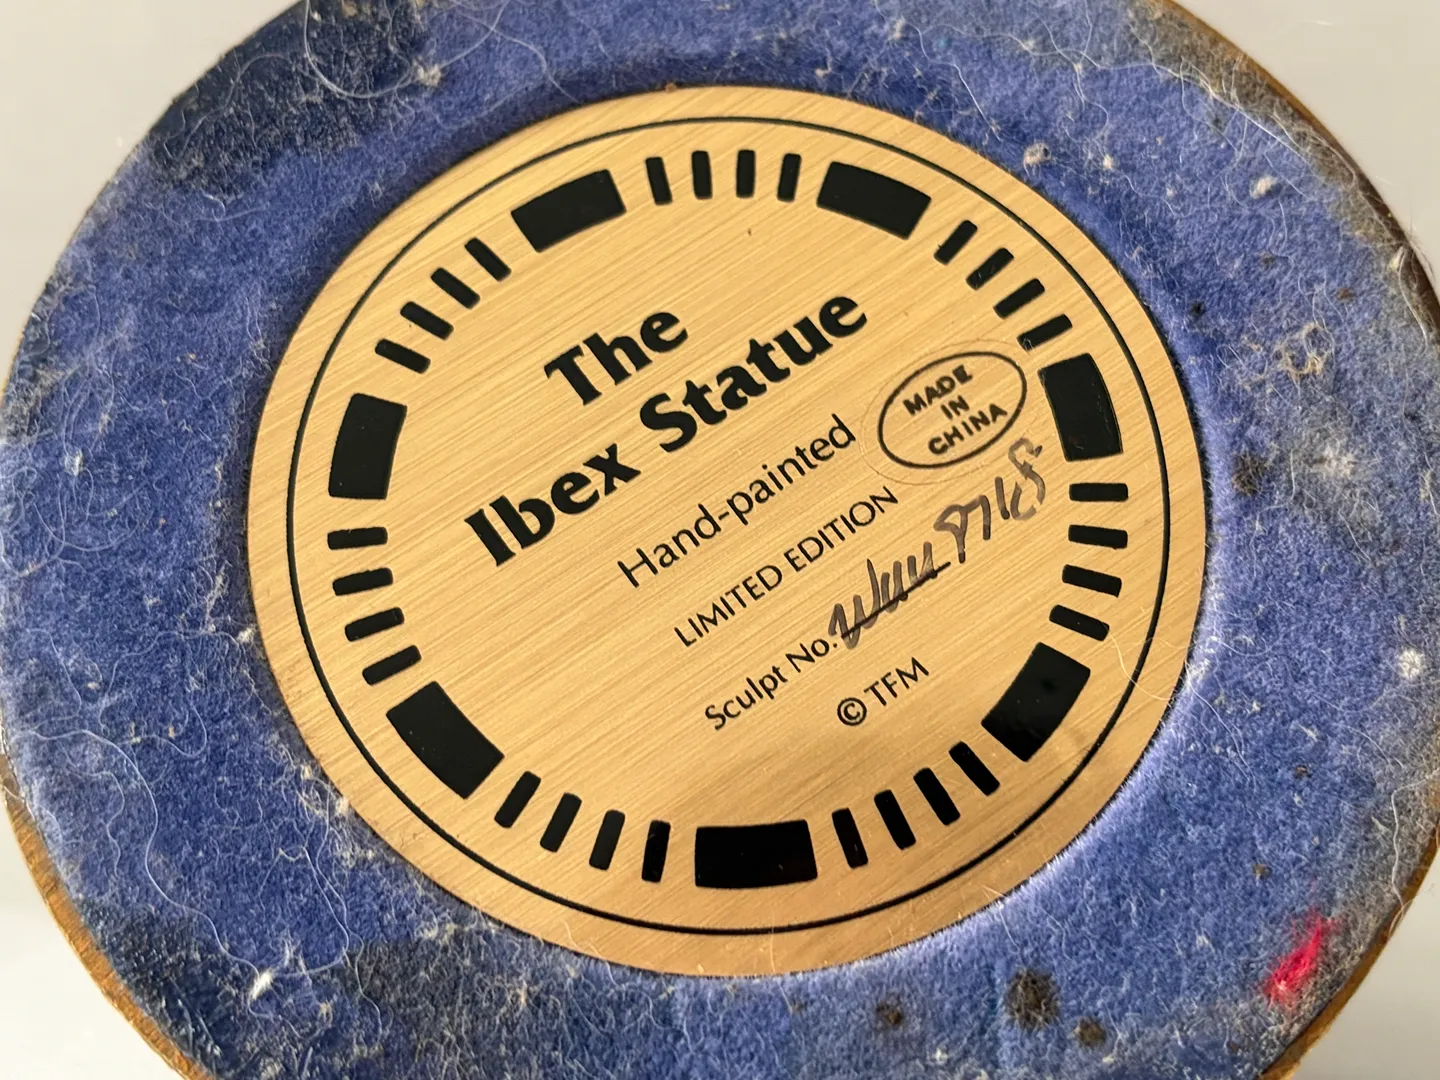 The
Ibex Statue
MADE
IN
CHINA
Hand-painted
LIMITED EDITION
Sculpt No.
© TFM